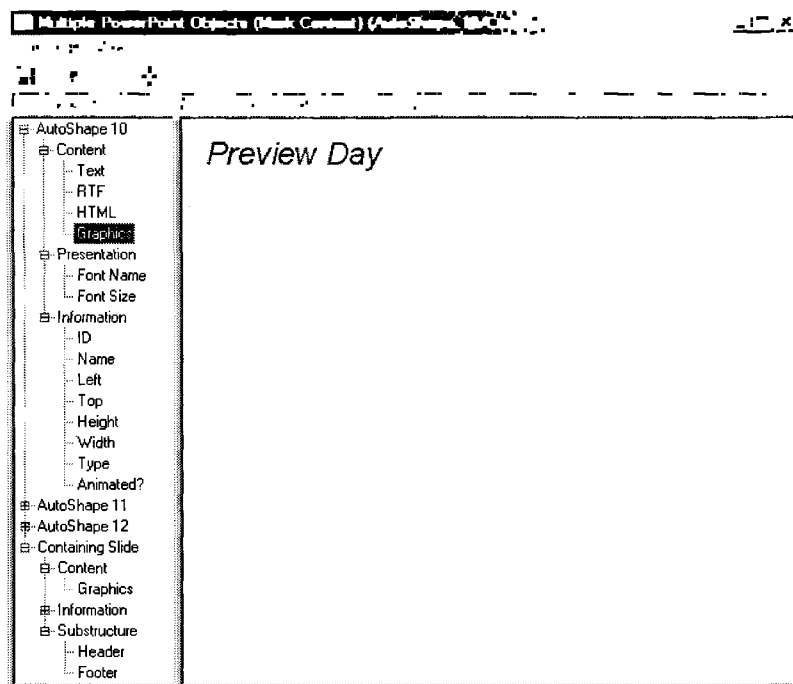 Multiple PowerPoint Objects (Mark Content) (AutoShape
AutoShape 10
Content
Text
RTF
HTML
Graphics
Presentation
Font Name
Font Size
Information
ID
Name
Left
Top
Height
Width
Type
Animated?
AutoShape 11
AutoShape 12
Containing Slide
Content
Graphics
Information
Substructure
Header
Footer
Preview Day